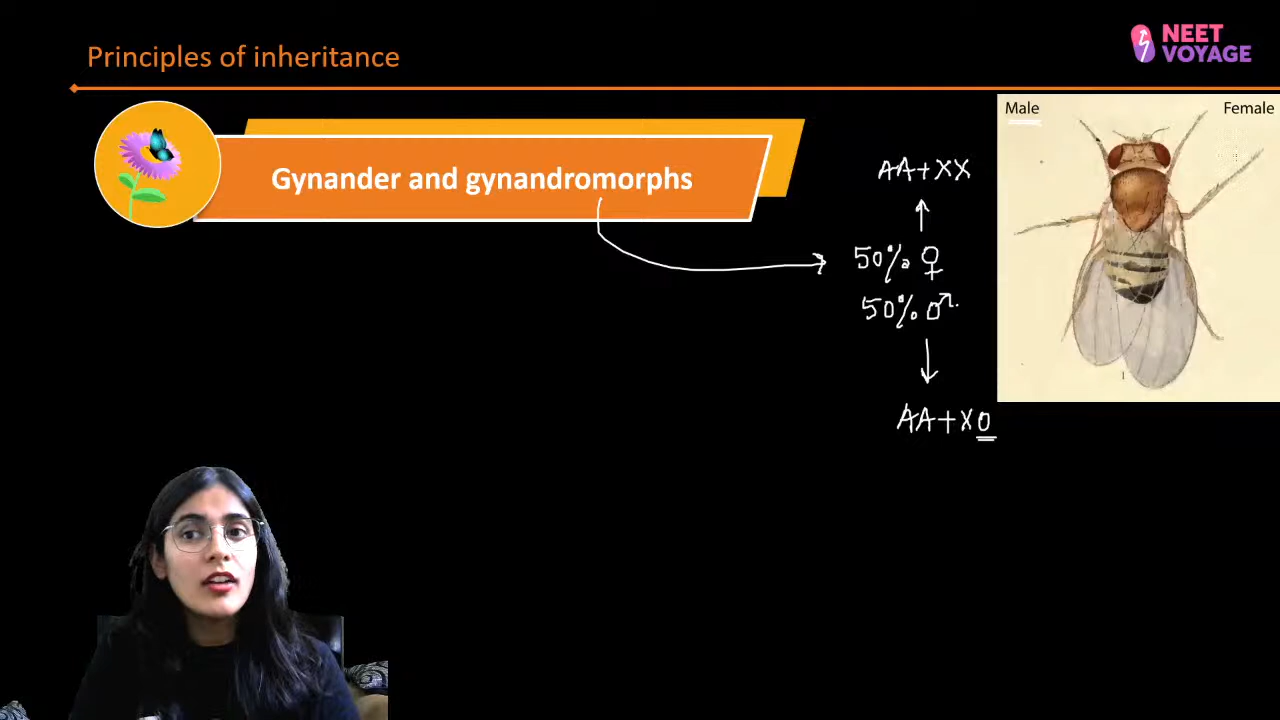 Principles of inheritance
NEET
VOYAGE
Male
Female
Gynander and gynandromorphs
AA+XX
50% ♀
50% ♂
AA+XO